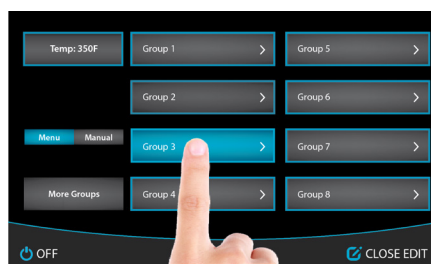 Temp: 350F
Group 1
Group 5
Group 2
Group 6
Menu Manual
Group 3
Group 7
More Groups
Group 4
Group 8
OFF
CLOSE EDIT